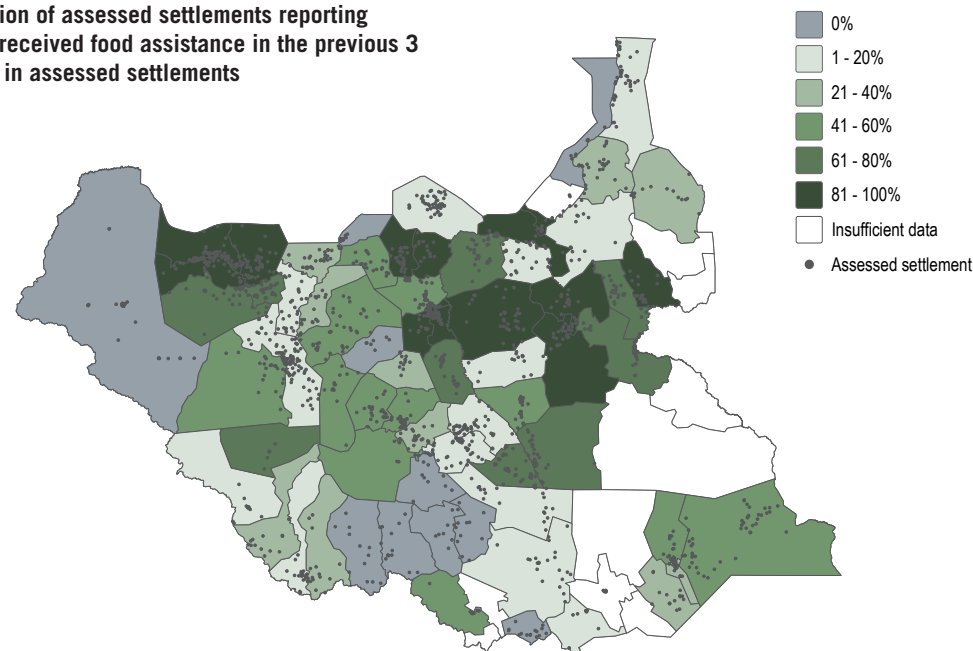 ion of assessed settlements reporting
received food assistance in the previous 3
in assessed settlements
0%
1 - 20%
21 - 40%
41 - 60%
61 - 80%
81 - 100%
Insufficient data
Assessed settlement